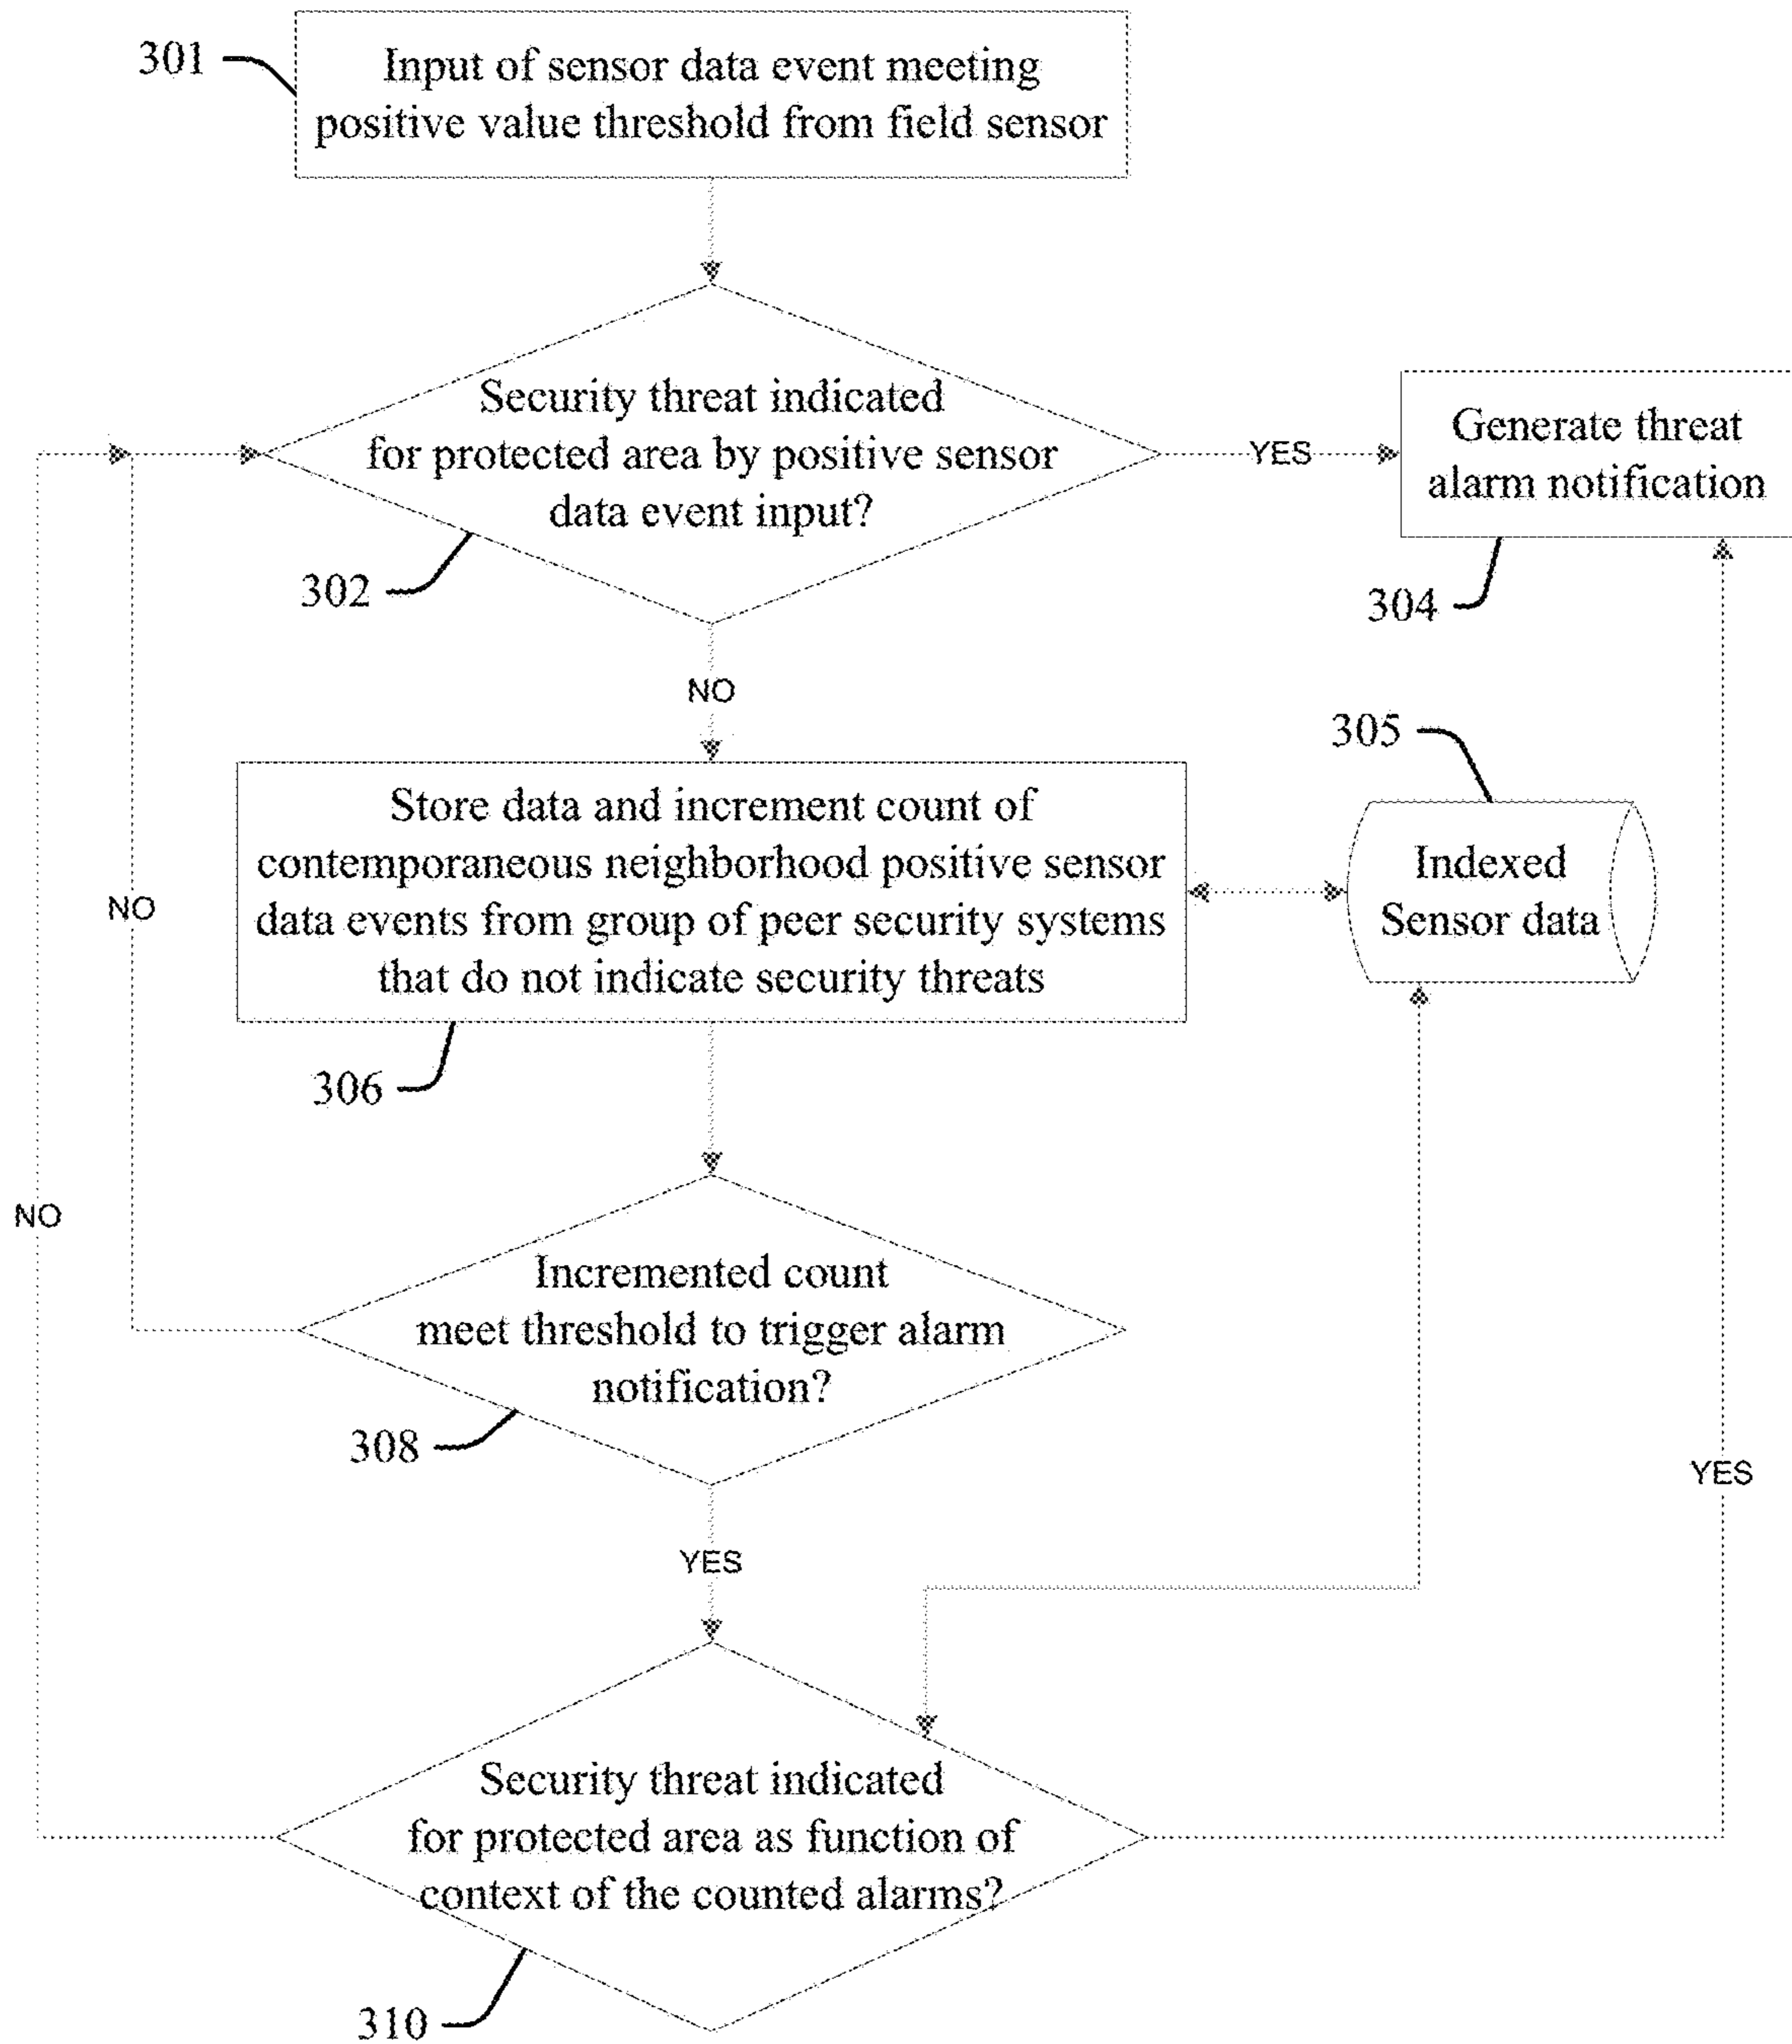 301
Input of sensor data event meeting
positive value threshold from field sensor
Security threat indicated
for protected area by positive sensor
data event input?
302
YES
Generate threat
alarm notification
304
NO
305
Store data and increment count of
contemporaneous neighborhood positive sensor
data events from group of peer security systems
that do not indicate security threats
306
Indexed
Sensor data
NO
NO
Incremented count
meet threshold to trigger alarm
notification?
308
YES
YES
Security threat indicated
for protected area as function of
context of the counted alarms?
310